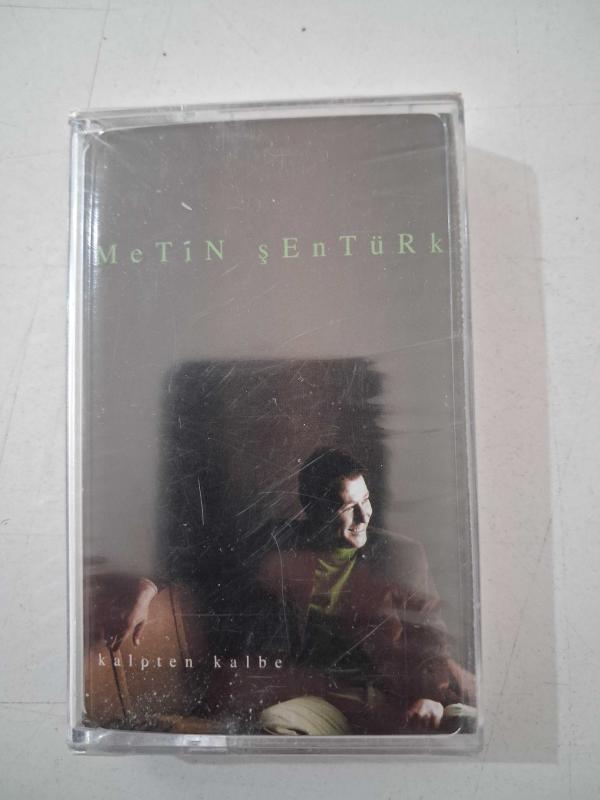 MeTİN şEnTüRk
kalpten kalbe